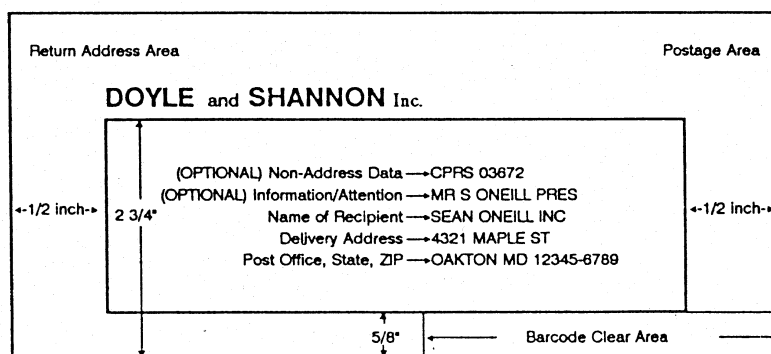 Return Address Area Postage Area
DOYLE and SHANNON Inc.
(OPTIONAL) Non-Address Data → CPRS 03672
(OPTIONAL) Information/Attention → MR S ONEILL PRES
Name of Recipient → SEAN ONEILL INC
Delivery Address → 4321 MAPLE ST
Post Office, State, ZIP → OAKTON MD 12345-6789
1/2 inch
2 3/4"
1/2 inch
5/8"
Barcode Clear Area